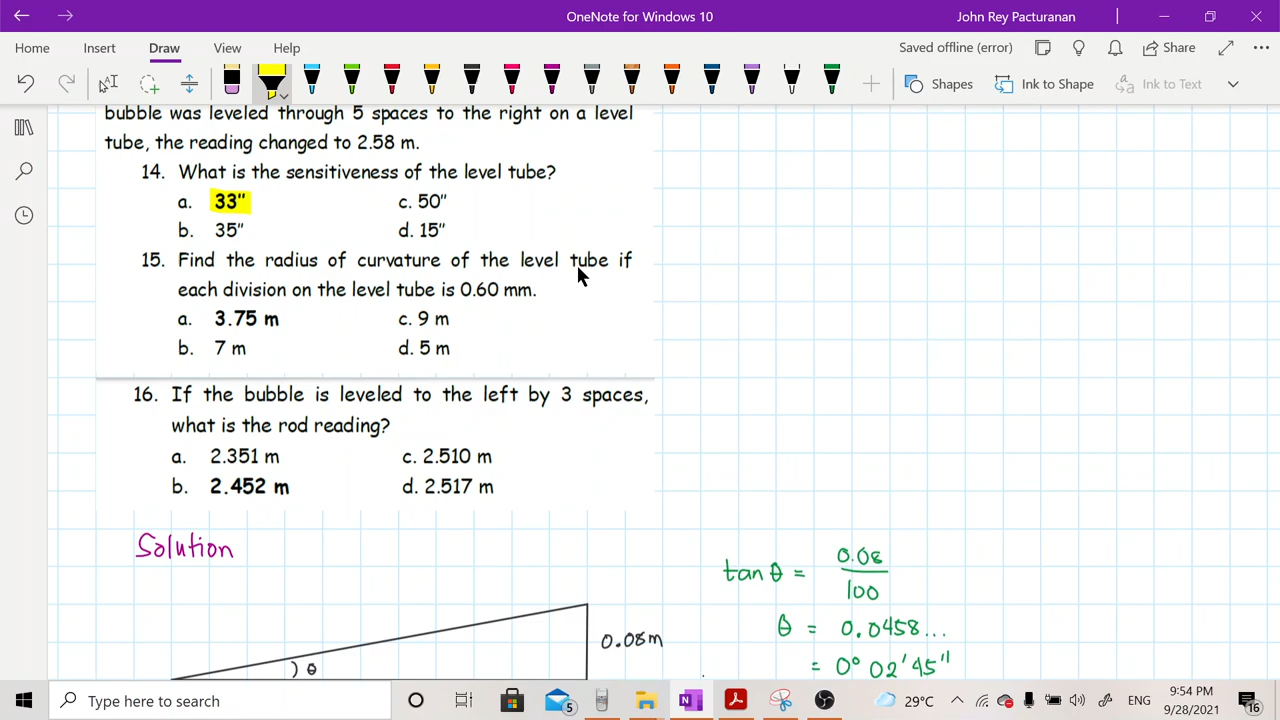 OneNote for Windows 10
John Rey Pacturanan
Home Insert Draw View Help
Saved offline (error)
Share
Shapes
Ink to Shape
Ink to Text
bubble was leveled through 5 spaces to the right on a level
tube, the reading changed to 2.58 m.
14. What is the sensitiveness of the level tube?
a. 33" c. 50"
b. 35" d. 15"
15. Find the radius of curvature of the level tube if
each division on the level tube is 0.60 mm.
a. 3.75 m c. 9 m
b. 7 m d. 5 m
16. If the bubble is leveled to the left by 3 spaces,
what is the rod reading?
a. 2.351 m c. 2.510 m
b. 2.452 m d. 2.517 m
Solution
tan θ = 0.08
100
θ = 0.0458...
= 0° 02' 45"
0.08m
θ
Type here to search
5
29°C
ENG
9:54 PM
9/28/2021
16